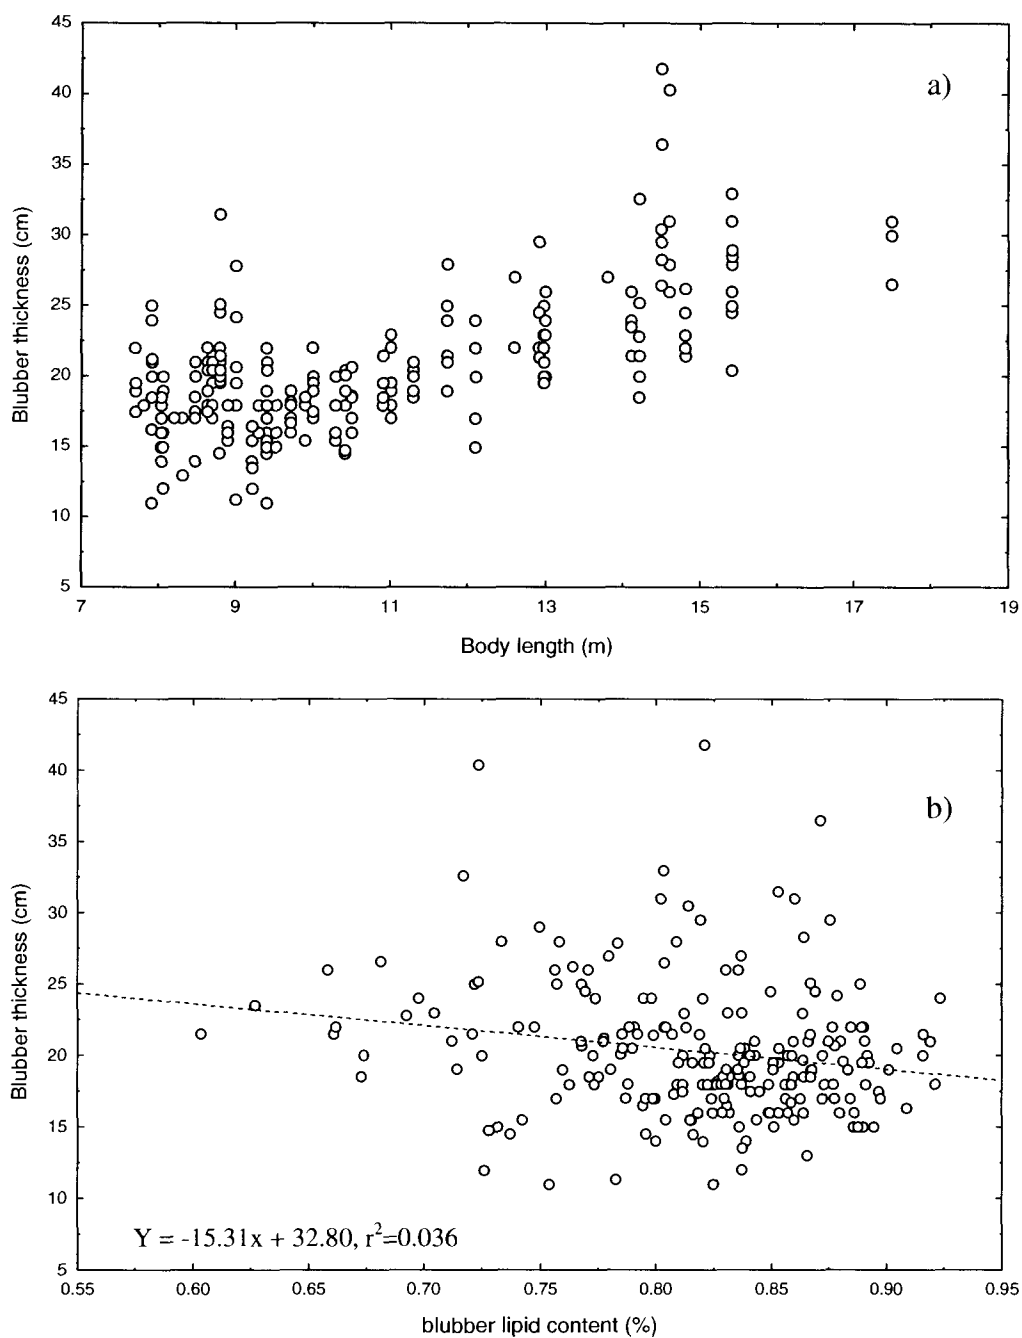 45
40
35
30
25
20
15
10
5
Blubber thickness (cm)
a)
7 9 11 13 15 17 19
Body length (m)
45
40
35
30
25
20
15
10
5
Blubber thickness (cm)
b)
Y = -15.31x + 32.80, r²=0.036
0.55 0.60 0.65 0.70 0.75 0.80 0.85 0.90 0.95
blubber lipid content (%)